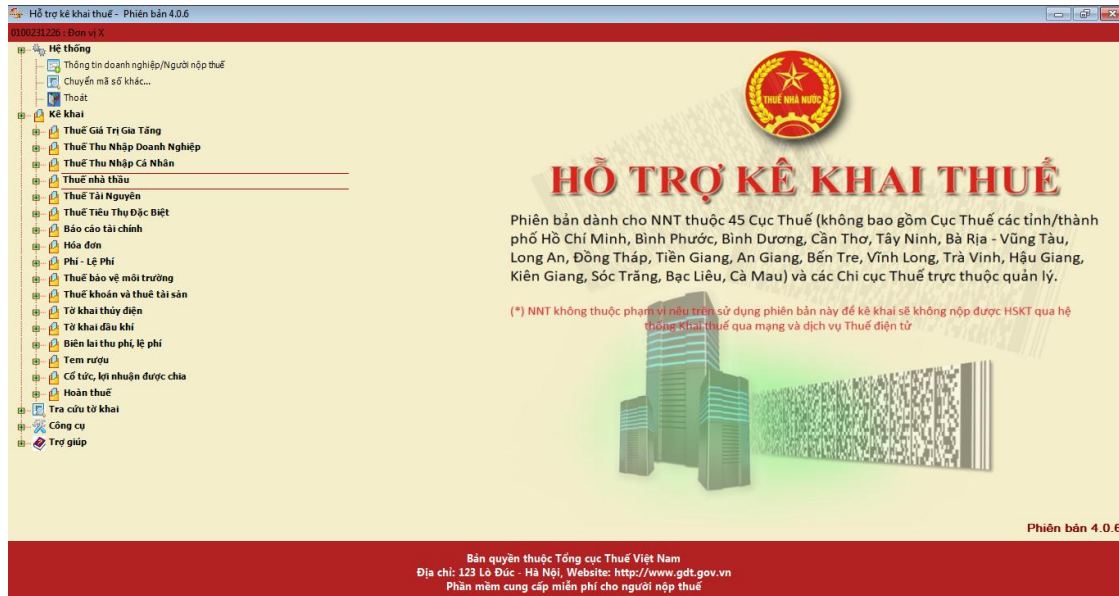 Hỗ trợ kê khai thuế - Phiên bản 4.0.6
0100231226 : Đơn vị X
Hệ thống
Thông tin doanh nghiệp/Người nộp thuế
Chuyển mã số khác...
Thoát
Kê khai
Thuế Giá Trị Gia Tăng
Thuế Thu Nhập Doanh Nghiệp
Thuế Thu Nhập Cá Nhân
Thuế nhà thầu
Thuế Tài Nguyên
Thuế Tiêu Thụ Đặc Biệt
Báo cáo tài chính
Hóa đơn
Phí - Lệ Phí
Thuế bảo vệ môi trường
Thuế khoán và thuê tài sản
Tờ khai thủy điện
Tờ khai dầu khí
Biên lai thu phí, lệ phí
Tem rượu
Cổ tức, lợi nhuận được chia
Hoàn thuế
Tra cứu tờ khai
Công cụ
Trợ giúp
THUẾ NHÀ NƯỚC
HỖ TRỢ KÊ KHAI THUẾ
Phiên bản dành cho NNT thuộc 45 Cục Thuế (không bao gồm Cục Thuế các tỉnh/thành
phố Hồ Chí Minh, Bình Phước, Bình Dương, Cần Thơ, Tây Ninh, Bà Rịa - Vũng Tàu,
Long An, Đồng Tháp, Tiền Giang, An Giang, Bến Tre, Vĩnh Long, Trà Vinh, Hậu Giang,
Kiên Giang, Sóc Trăng, Bạc Liêu, Cà Mau) và các Chi cục Thuế trực thuộc quản lý.
(*) NNT không thuộc phạm vi nêu trên sử dụng phiên bản này để kê khai sẽ không nộp được HSKT qua hệ
thống Khai thuế qua mạng và dịch vụ Thuế điện tử
Phiên bản 4.0.6
Bản quyền thuộc Tổng cục Thuế Việt Nam
Địa chỉ: 123 Lò Đúc - Hà Nội, Website: http://www.gdt.gov.vn
Phần mềm cung cấp miễn phí cho người nộp thuế